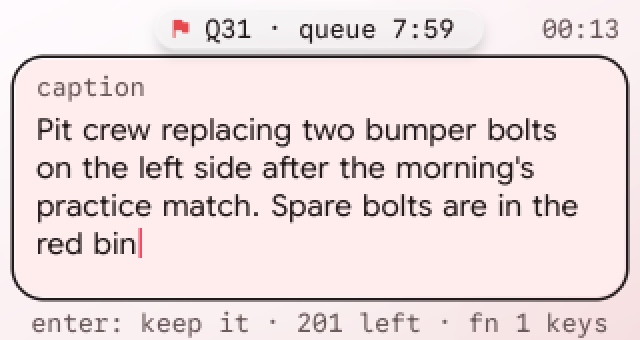 Q31 · queue 7:59
00:13
caption
Pit crew replacing two bumper bolts
on the left side after the morning's
practice match. Spare bolts are in the
red bin
enter: keep it · 201 left · fn 1 keys